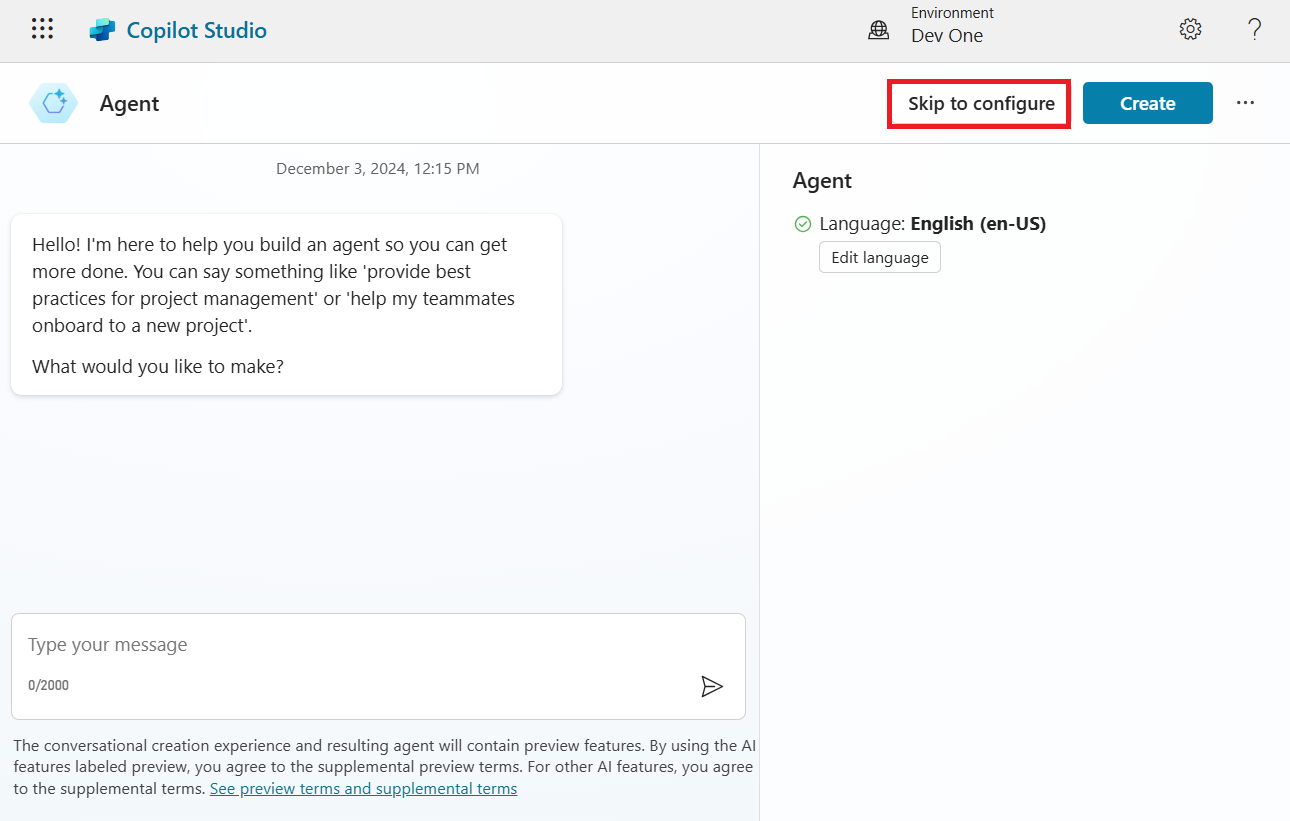 Copilot Studio
Environment
Dev One
Agent
Skip to configure
Create
December 3, 2024, 12:15 PM
Hello! I'm here to help you build an agent so you can get
more done. You can say something like 'provide best
practices for project management' or 'help my teammates
onboard to a new project'.
What would you like to make?
Type your message
0/2000
The conversational creation experience and resulting agent will contain preview features. By using the AI
features labeled preview, you agree to the supplemental preview terms. For other AI features, you agree
to the supplemental terms. See preview terms and supplemental terms
Agent
Language: English (en-US)
Edit language